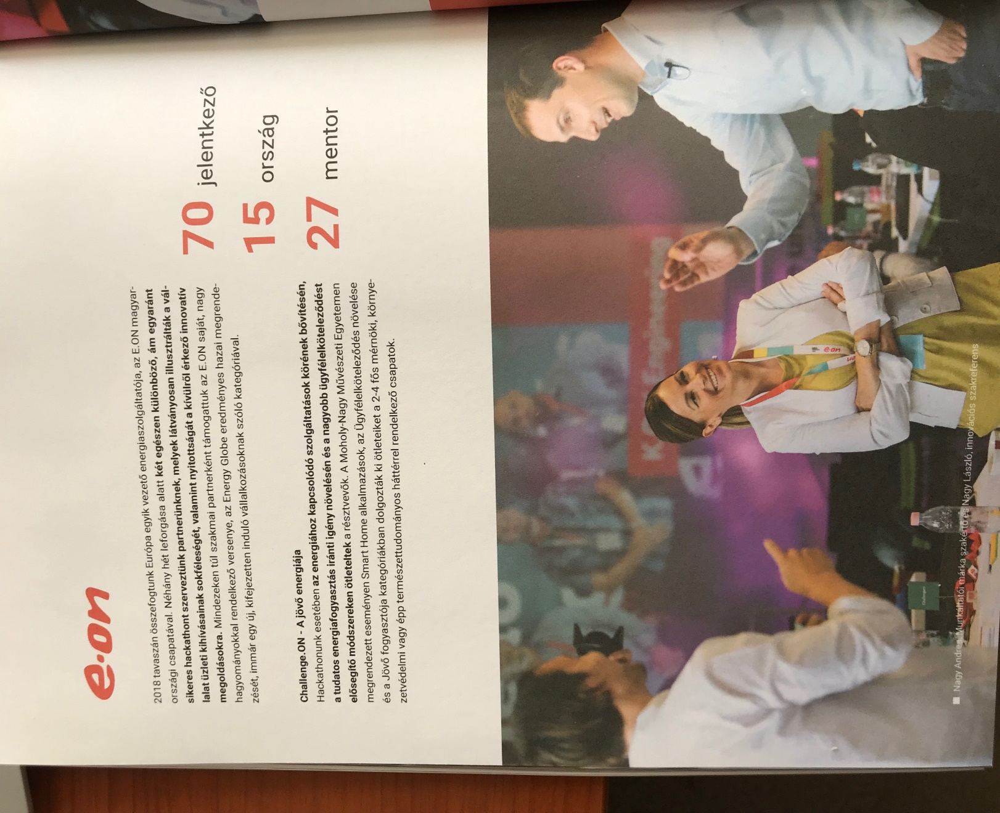 e·on
2018 tavaszán összefogtunk Európa egyik vezető energiaszolgáltatója, az E.ON magyar-
országi csapatával. Néhány hét leforgása alatt két egészen különböző, ám egyaránt
sikeres hackathont szerveztünk partnerünknek, melyek látványosan illusztrálták a vál-
lalat üzleti kihívásainak sokféleségét, valamint nyitottságát a kívülről érkező innovatív
megoldásokra. Mindezeken túl szakmai partnerként támogattuk az E.ON saját, nagy
hagyományokkal rendelkező versenye, az Energy Globe eredményes hazai megrende-
zését, immár egy új, kifejezetten induló vállalkozásoknak szóló kategóriával.
Challenge.ON - A jövő energiája
Hackathonunk esetében az energiához kapcsolódó szolgáltatások körének bővítésén,
a tudatos energiafogyasztás iránti igény növelésén és a nagyobb ügyfélelköteleződést
elősegítő módszereken ötleteltek a résztvevők. A Moholy-Nagy Művészeti Egyetemen
megrendezett eseményen Smart Home alkalmazások, az Ügyfélelköteleződés növelése
és a Jövő fogyasztója kategóriákban dolgozták ki ötleteiket a 2-4 fős mérnöki, környe-
zetvédelmi vagy épp természettudományos háttérrel rendelkező csapatok.
70 jelentkező
15 ország
27 mentor
e·on
Nagy Andrea Munkáltatói márka szakértő és Nagy László, innovációs szakreferens